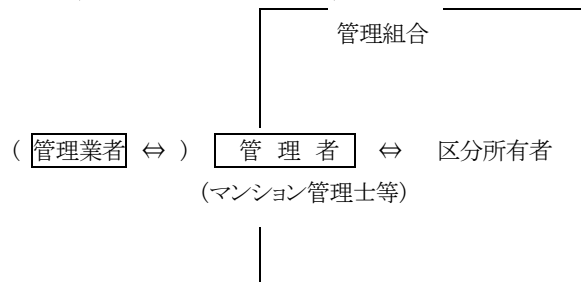 管理組合
( 管理業者 ⇔ ) 管 理 者 ⇔ 区分所有者
(マンション管理士等)